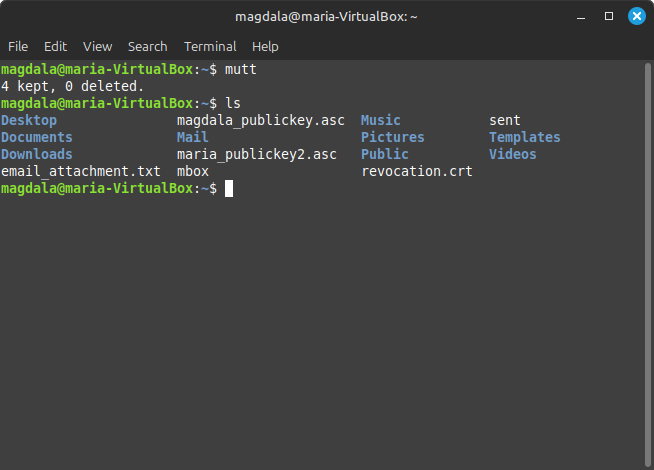 magdala@maria-VirtualBox: ~
File Edit View Search Terminal Help
magdala@maria-VirtualBox:~$ mutt
4 kept, 0 deleted.
magdala@maria-VirtualBox:~$ ls
Desktop magdala_publickey.asc Music sent
Documents Mail Pictures Templates
Downloads maria_publickey2.asc Public Videos
email_attachment.txt mbox revocation.crt
magdala@maria-VirtualBox:~$